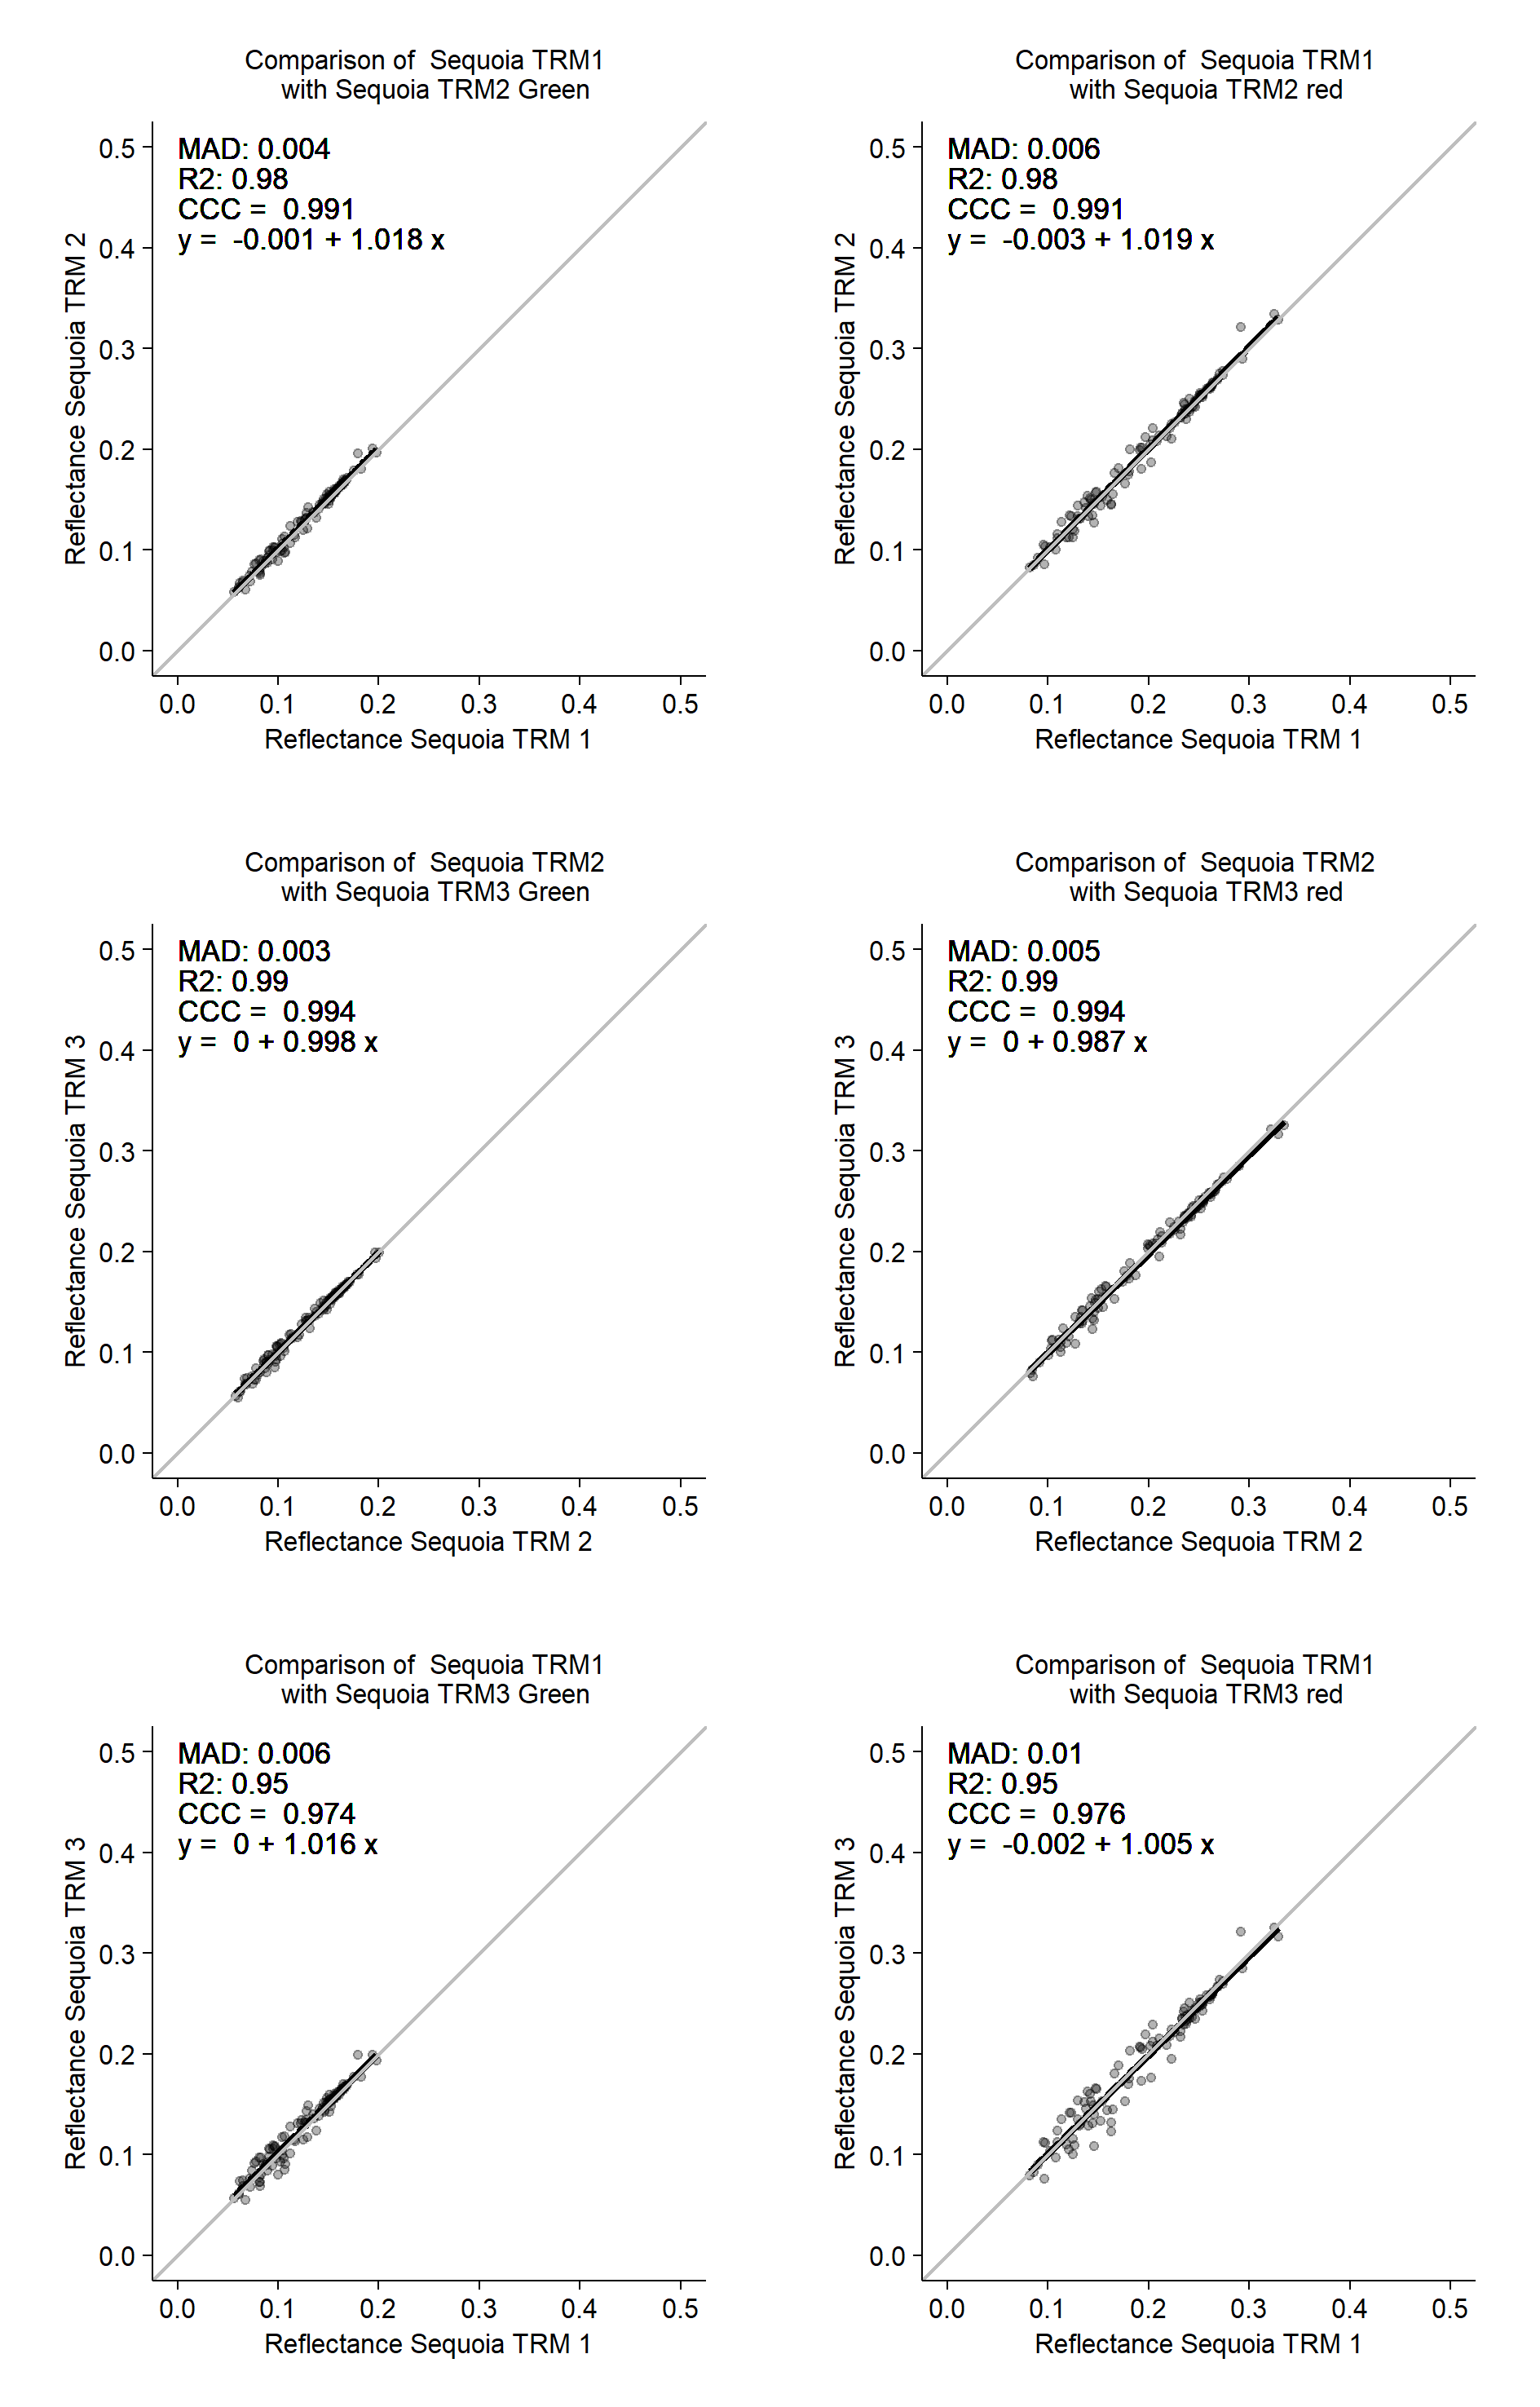 Comparison of  Sequoia TRM1
with Sequoia TRM2 Green
MAD: 0.004
R2: 0.98
CCC =  0.991
y =  -0.001 + 1.018 x
Reflectance Sequoia TRM 2
0.5
0.4
0.3
0.2
0.1
0.0
0.0 0.1 0.2 0.3 0.4 0.5
Reflectance Sequoia TRM 1
Comparison of  Sequoia TRM1
with Sequoia TRM2 red
MAD: 0.006
R2: 0.98
CCC =  0.991
y =  -0.003 + 1.019 x
Reflectance Sequoia TRM 2
0.5
0.4
0.3
0.2
0.1
0.0
0.0 0.1 0.2 0.3 0.4 0.5
Reflectance Sequoia TRM 1
Comparison of  Sequoia TRM2
with Sequoia TRM3 Green
MAD: 0.003
R2: 0.99
CCC =  0.994
y =  0 + 0.998 x
Reflectance Sequoia TRM 3
0.5
0.4
0.3
0.2
0.1
0.0
0.0 0.1 0.2 0.3 0.4 0.5
Reflectance Sequoia TRM 2
Comparison of  Sequoia TRM2
with Sequoia TRM3 red
MAD: 0.005
R2: 0.99
CCC =  0.994
y =  0 + 0.987 x
Reflectance Sequoia TRM 3
0.5
0.4
0.3
0.2
0.1
0.0
0.0 0.1 0.2 0.3 0.4 0.5
Reflectance Sequoia TRM 2
Comparison of  Sequoia TRM1
with Sequoia TRM3 Green
MAD: 0.006
R2: 0.95
CCC =  0.974
y =  0 + 1.016 x
Reflectance Sequoia TRM 3
0.5
0.4
0.3
0.2
0.1
0.0
0.0 0.1 0.2 0.3 0.4 0.5
Reflectance Sequoia TRM 1
Comparison of  Sequoia TRM1
with Sequoia TRM3 red
MAD: 0.01
R2: 0.95
CCC =  0.976
y =  -0.002 + 1.005 x
Reflectance Sequoia TRM 3
0.5
0.4
0.3
0.2
0.1
0.0
0.0 0.1 0.2 0.3 0.4 0.5
Reflectance Sequoia TRM 1